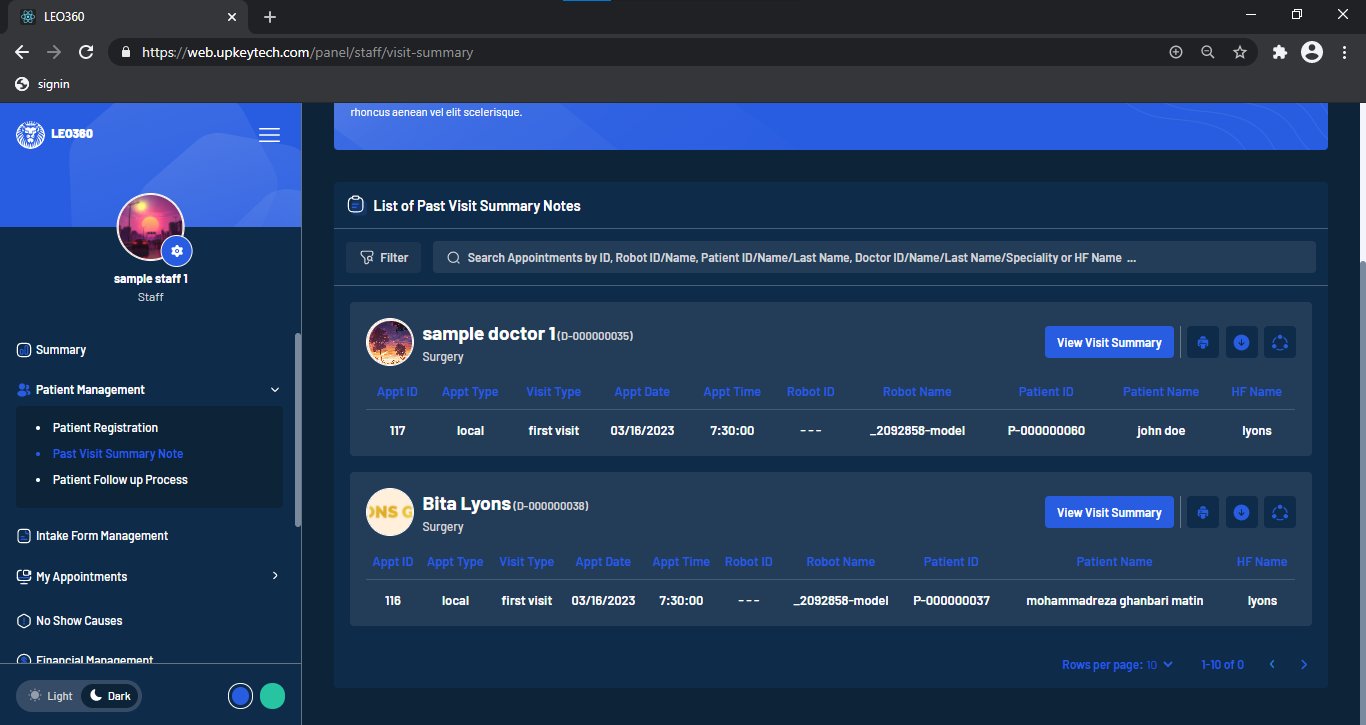 LEO360
https://web.upkeytech.com/panel/staff/visit-summary
signin
LEO360
sample staff 1
Staff
Summary
Patient Management
Patient Registration
Past Visit Summary Note
Patient Follow up Process
Intake Form Management
My Appointments
No Show Causes
Financial Management
Light Dark
rhoncus aenean vel elit scelerisque.
List of Past Visit Summary Notes
Filter
Search Appointments by ID, Robot ID/Name, Patient ID/Name/Last Name, Doctor ID/Name/Last Name/Speciality or HF Name ...
sample doctor 1 (D-000000035)
Surgery
View Visit Summary
Appt ID Appt Type Visit Type Appt Date Appt Time Robot ID Robot Name Patient ID Patient Name HF Name
117 local first visit 03/16/2023 7:30:00 --- _2092858-model P-000000060 john doe lyons
ONS G
Bita Lyons (D-000000038)
Surgery
View Visit Summary
Appt ID Appt Type Visit Type Appt Date Appt Time Robot ID Robot Name Patient ID Patient Name HF Name
116 local first visit 03/16/2023 7:30:00 --- _2092858-model P-000000037 mohammadreza ghanbari matin lyons
Rows per page: 10 1-10 of 0